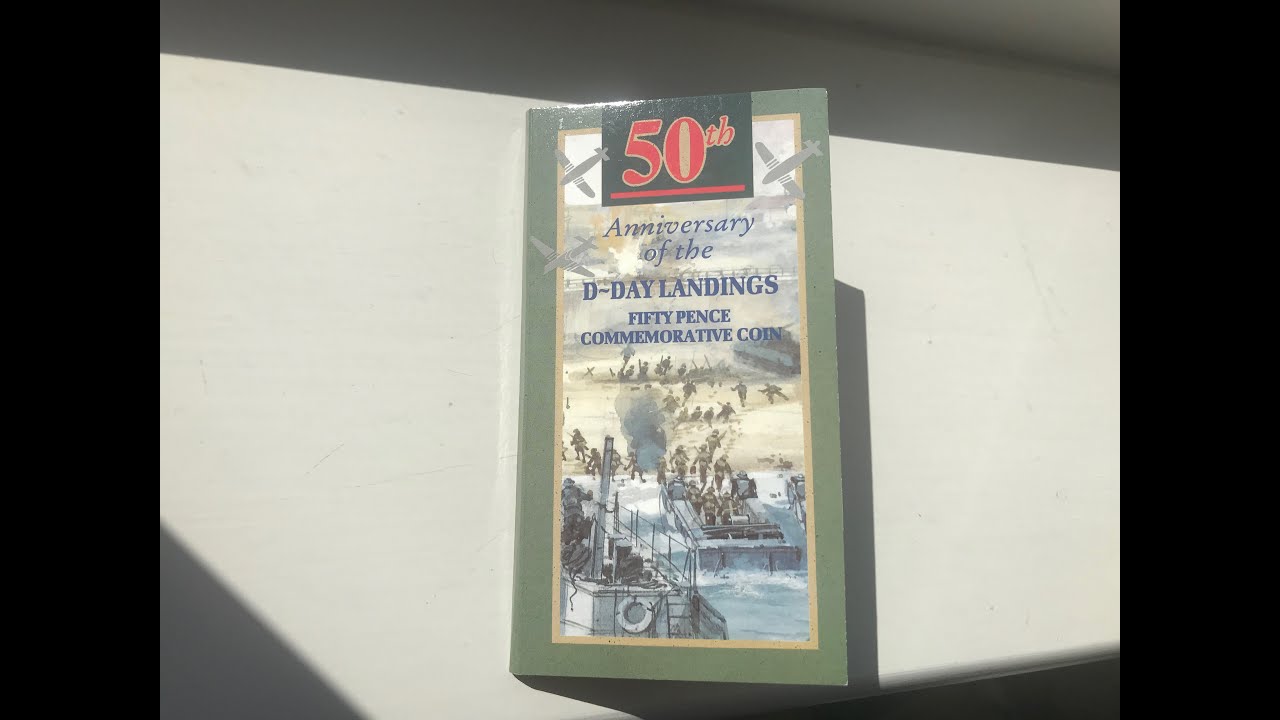 50th
Anniversary
of the
D~DAY LANDINGS
FIFTY PENCE
COMMEMORATIVE COIN